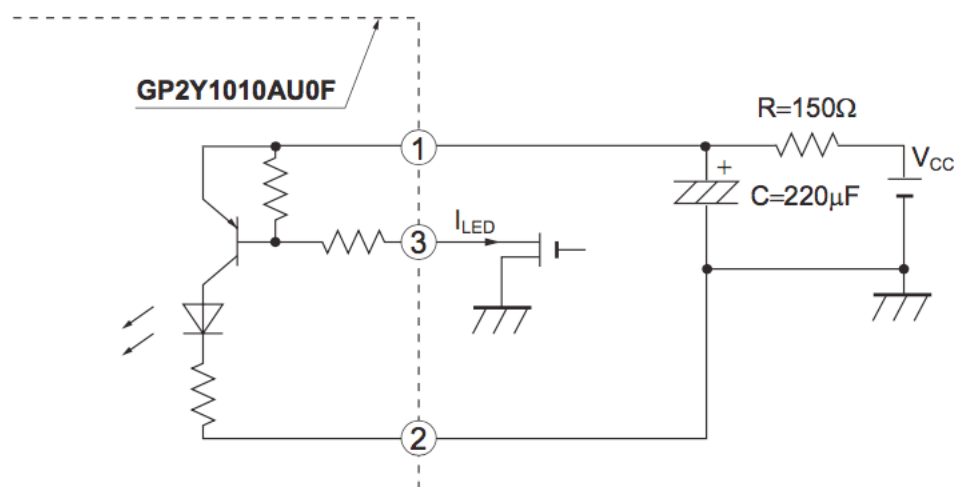 GP2Y1010AU0F
R=150Ω
1
+
VCC
C=220μF
3
ILED
2